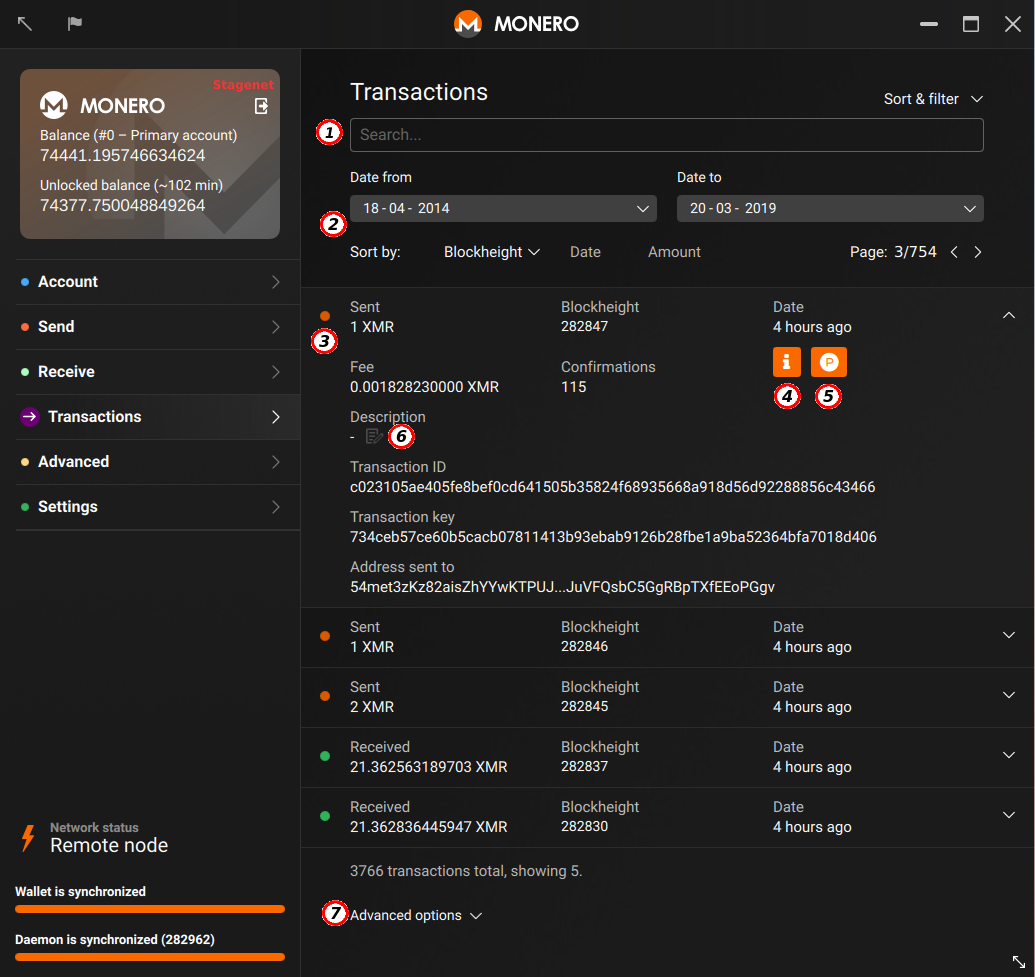 MONERO
Stagenet
MONERO
Balance (#0 – Primary account)
74441.195746634624
Unlocked balance (~102 min)
74377.750048849264
Account
Send
Receive
Transactions
Advanced
Settings
Network status
Remote node
Wallet is synchronized
Daemon is synchronized (282962)
Transactions
Sort & filter
1
Search...
Date from
Date to
2
18 - 04 - 2014
20 - 03 - 2019
Sort by: Blockheight Date Amount Page: 3/754
Sent Blockheight Date
1 XMR 282847 4 hours ago
3
Fee Confirmations
0.001828230000 XMR 115
P
4 5
Description
- 6
Transaction ID
c023105ae405fe8bef0cd641505b35824f68935668a918d56d92288856c43466
Transaction key
734ceb57ce60b5cacb07811413b93ebab9126b28fbe1a9ba52364bfa7018d406
Address sent to
54met3zKz82aisZhYYwKTPUJ...JuVFQsbC5GgRBpTXfEEoPGgv
Sent Blockheight Date
1 XMR 282846 4 hours ago
Sent Blockheight Date
2 XMR 282845 4 hours ago
Received Blockheight Date
21.362563189703 XMR 282837 4 hours ago
Received Blockheight Date
21.362836445947 XMR 282830 4 hours ago
3766 transactions total, showing 5.
7 Advanced options